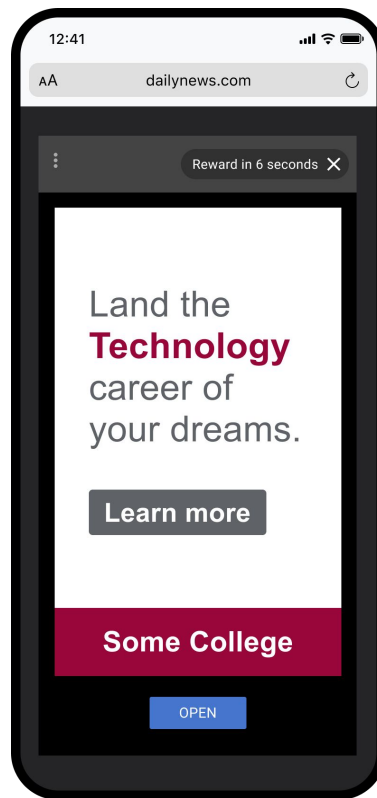 12:41
AA dailynews.com
Reward in 6 seconds
Land the
Technology
career of
your dreams.
Learn more
Some College
OPEN